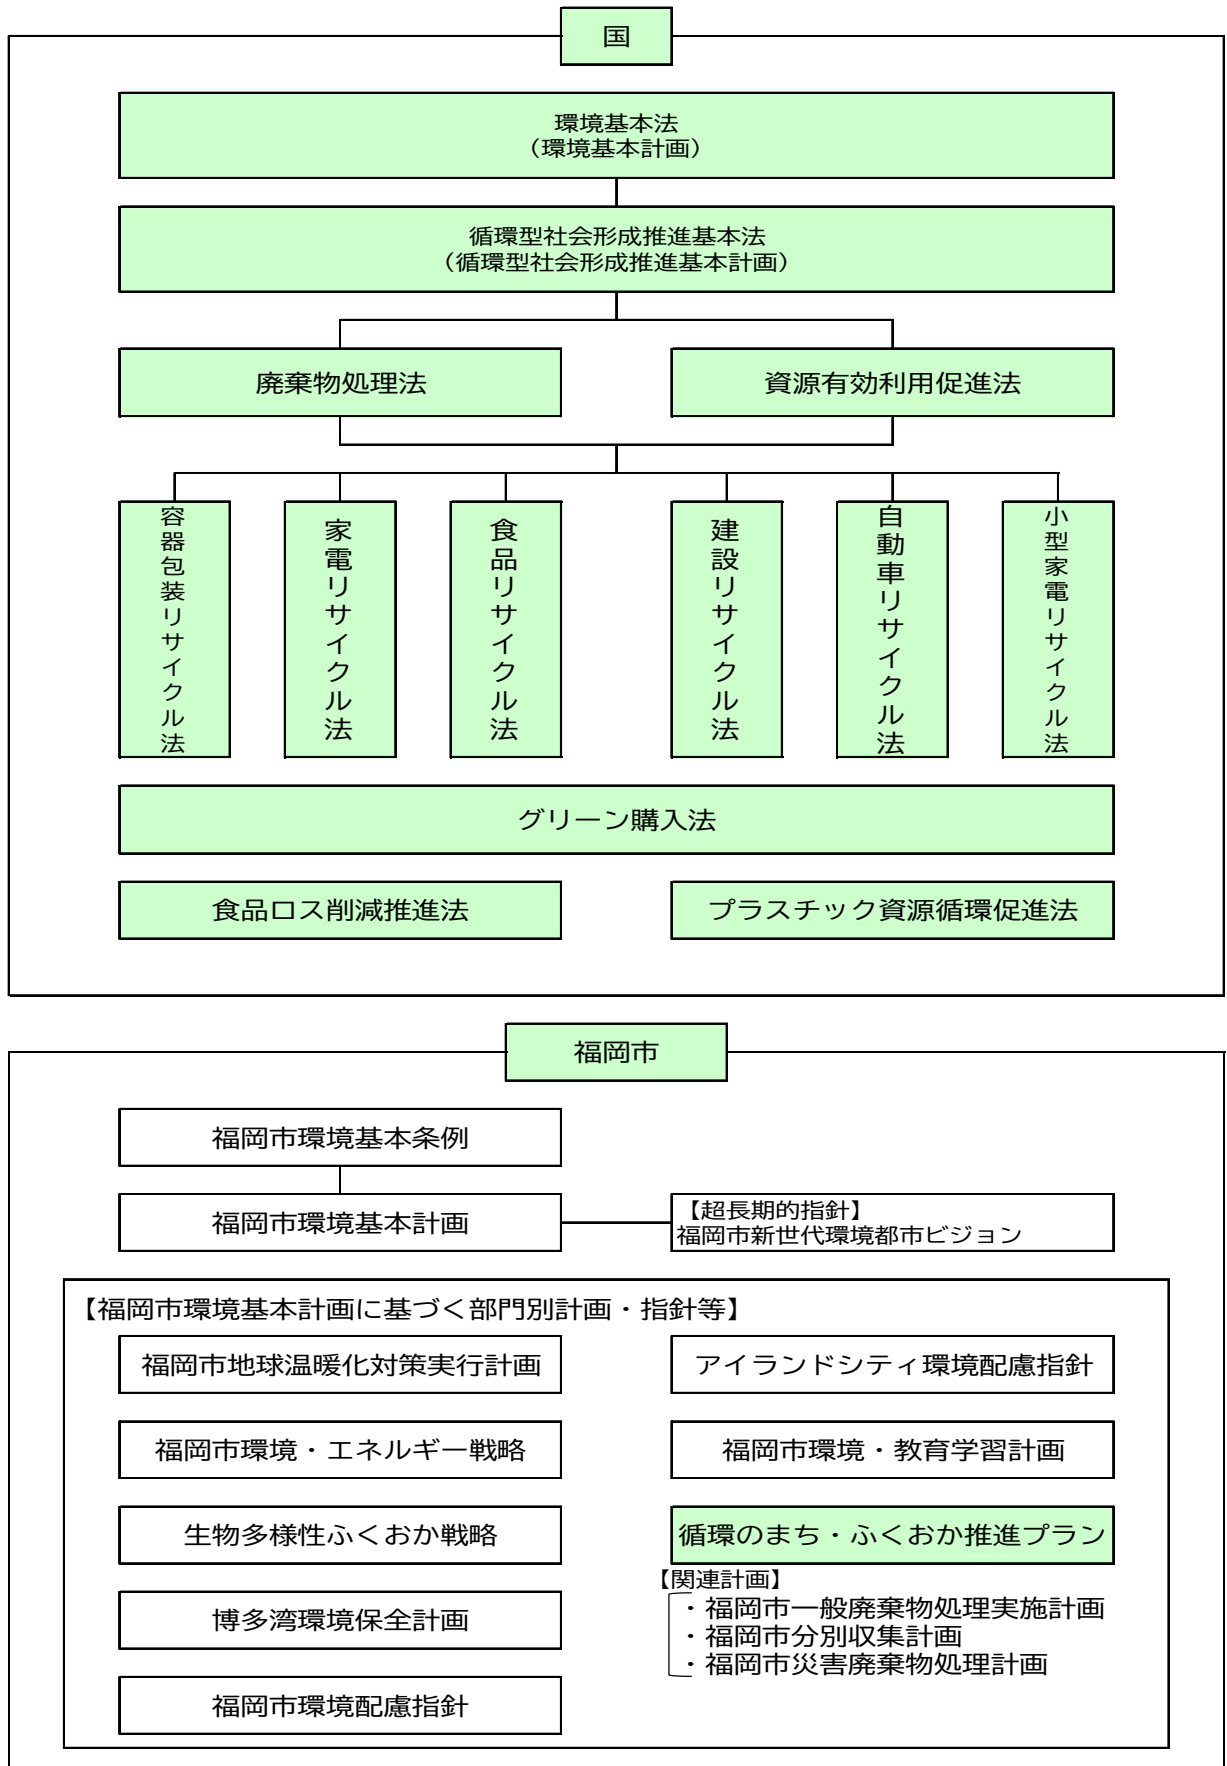 国
環境基本法
（環境基本計画）
循環型社会形成推進基本法
（循環型社会形成推進基本計画）
廃棄物処理法
資源有効利用促進法
容器包装リサイクル法
家電リサイクル法
食品リサイクル法
建設リサイクル法
自動車リサイクル法
小型家電リサイクル法
グリーン購入法
食品ロス削減推進法
プラスチック資源循環促進法
福岡市
福岡市環境基本条例
福岡市環境基本計画
【超長期的指針】
福岡市新世代環境都市ビジョン
【福岡市環境基本計画に基づく部門別計画・指針等】
福岡市地球温暖化対策実行計画
アイランドシティ環境配慮指針
福岡市環境・エネルギー戦略
福岡市環境・教育学習計画
生物多様性ふくおか戦略
循環のまち・ふくおか推進プラン
【関連計画】
・福岡市一般廃棄物処理実施計画
・福岡市分別収集計画
・福岡市災害廃棄物処理計画
博多湾環境保全計画
福岡市環境配慮指針